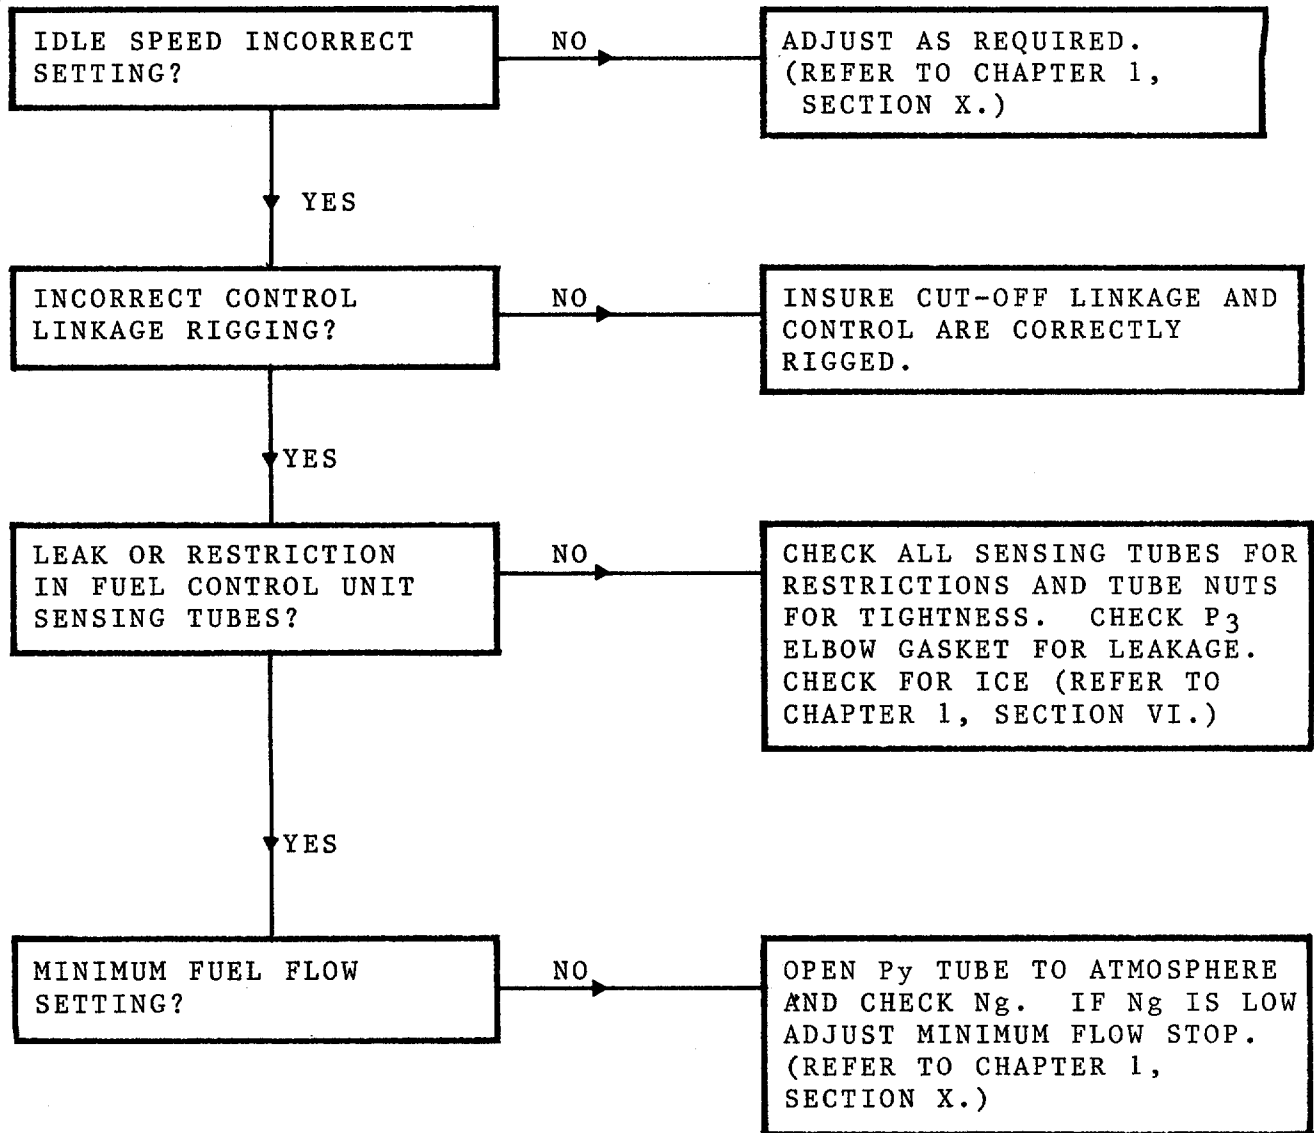 IDLE SPEED INCORRECT
SETTING?
NO
ADJUST AS REQUIRED.
(REFER TO CHAPTER 1,
SECTION X.)
YES
INCORRECT CONTROL
LINKAGE RIGGING?
NO
INSURE CUT-OFF LINKAGE AND
CONTROL ARE CORRECTLY
RIGGED.
YES
LEAK OR RESTRICTION
IN FUEL CONTROL UNIT
SENSING TUBES?
NO
CHECK ALL SENSING TUBES FOR
RESTRICTIONS AND TUBE NUTS
FOR TIGHTNESS. CHECK P3
ELBOW GASKET FOR LEAKAGE.
CHECK FOR ICE (REFER TO
CHAPTER 1, SECTION VI.)
YES
MINIMUM FUEL FLOW
SETTING?
NO
OPEN Py TUBE TO ATMOSPHERE
AND CHECK Ng. IF Ng IS LOW
ADJUST MINIMUM FLOW STOP.
(REFER TO CHAPTER 1,
SECTION X.)